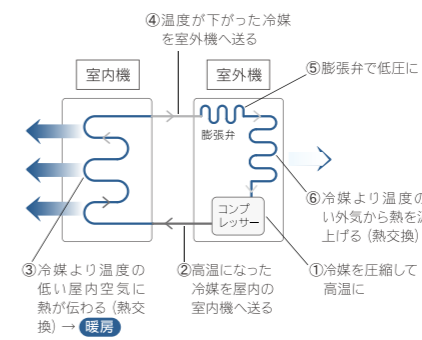 ④温度が下がった冷媒
を室外機へ送る
室内機
室外機
⑤膨張弁で低圧に
膨張弁
⑥冷媒より温度の
い外気から熱を
上げる（熱交換）
コンプ
レッサー
③冷媒より温度の
低い屋内空気に
熱が伝わる（熱交
換）→ 暖房
②高温になった
冷媒を屋内の
室内機へ送る
①冷媒を圧縮して
高温に